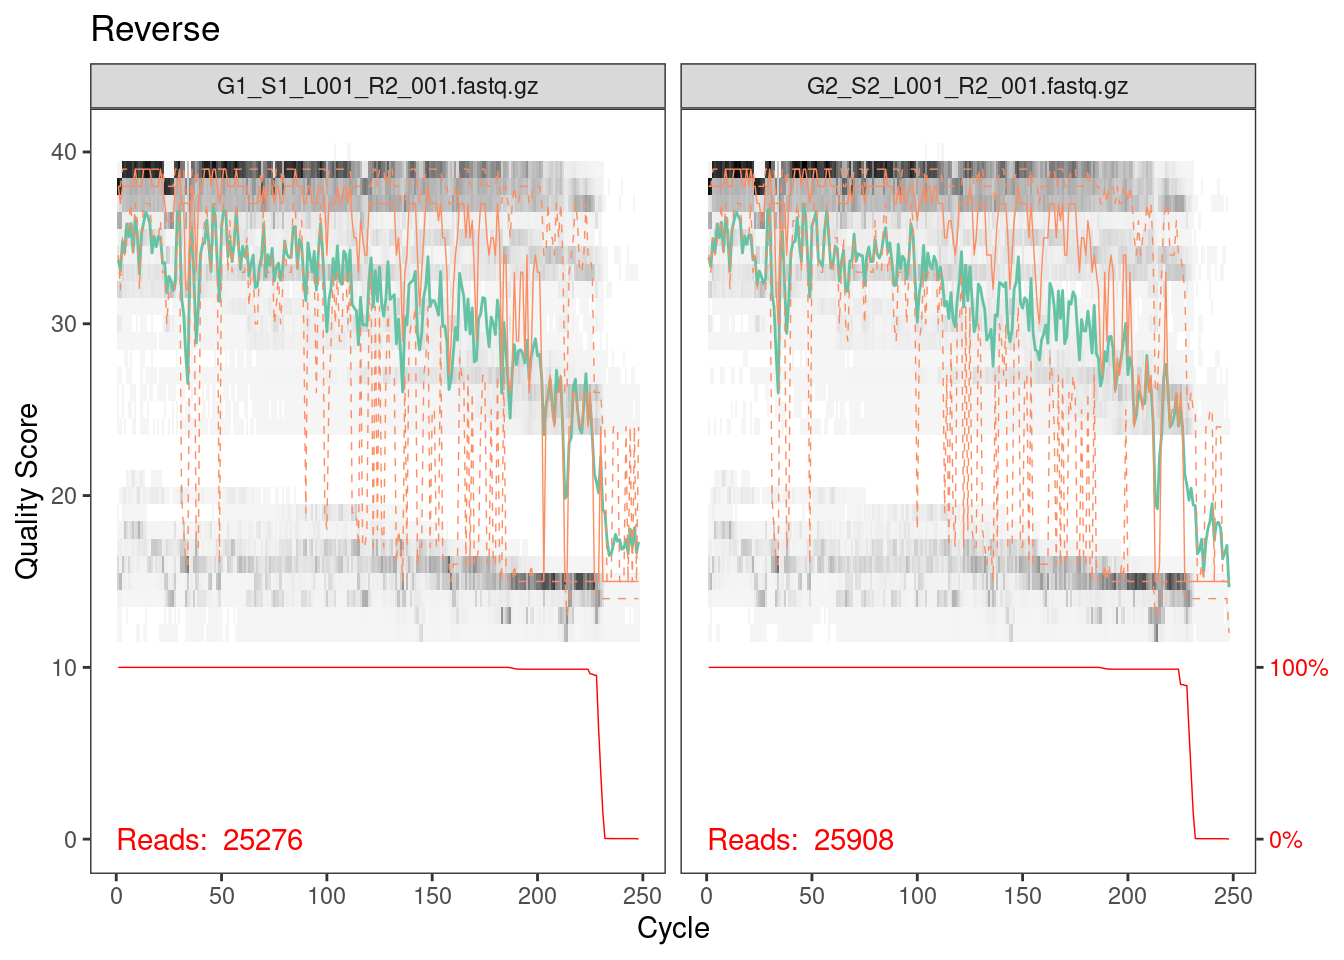 Reverse
G1_S1_L001_R2_001.fastq.gz
G2_S2_L001_R2_001.fastq.gz
Quality Score
40
30
20
10
0
Reads: 25276
Reads: 25908
100%
0%
0 50 100 150 200 250
0 50 100 150 200 250
Cycle